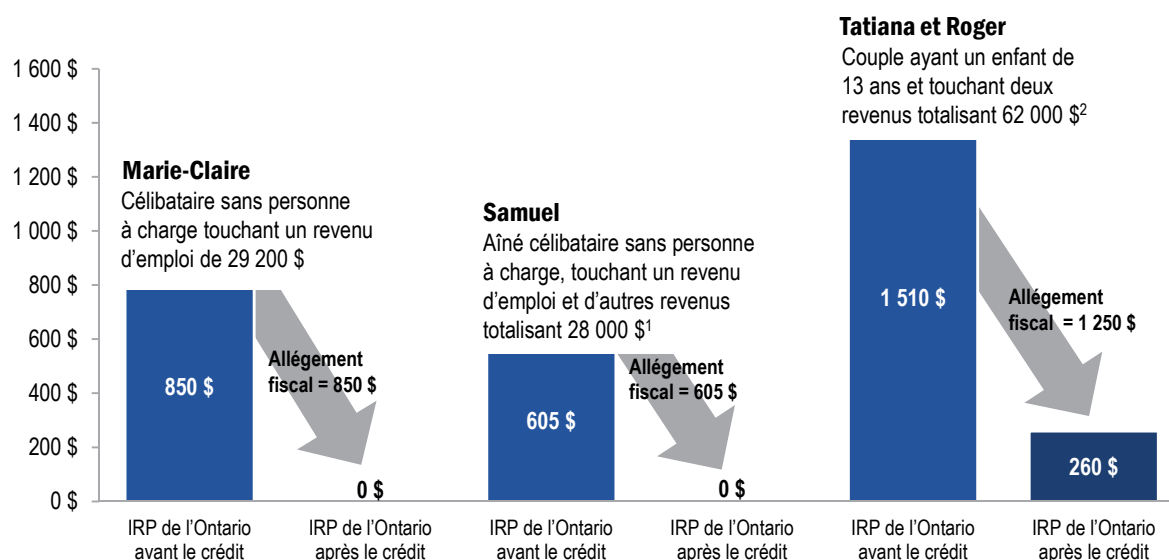 Tatiana et Roger
Couple ayant un enfant de
13 ans et touchant deux
revenus totalisant 62 000 $2
1 600 $
1 400 $
1 200 $
1 000 $
800 $
600 $
400 $
200 $
0 $
Marie-Claire
Célibataire sans personne
à charge touchant un revenu
d'emploi de 29 200 $
850 $
Allégement
fiscal = 850 $
0 $
Samuel
Aîné célibataire sans personne
à charge, touchant un revenu
d'emploi et d'autres revenus
totalisant 28 000 $1
605 $
Allégement
fiscal = 605 $
0 $
1 510 $
Allégement
fiscal = 1 250 $
260 $
IRP de l'Ontario
avant le crédit
IRP de l'Ontario
après le crédit
IRP de l'Ontario
avant le crédit
IRP de l'Ontario
après le crédit
IRP de l'Ontario
avant le crédit
IRP de l'Ontario
après le crédit